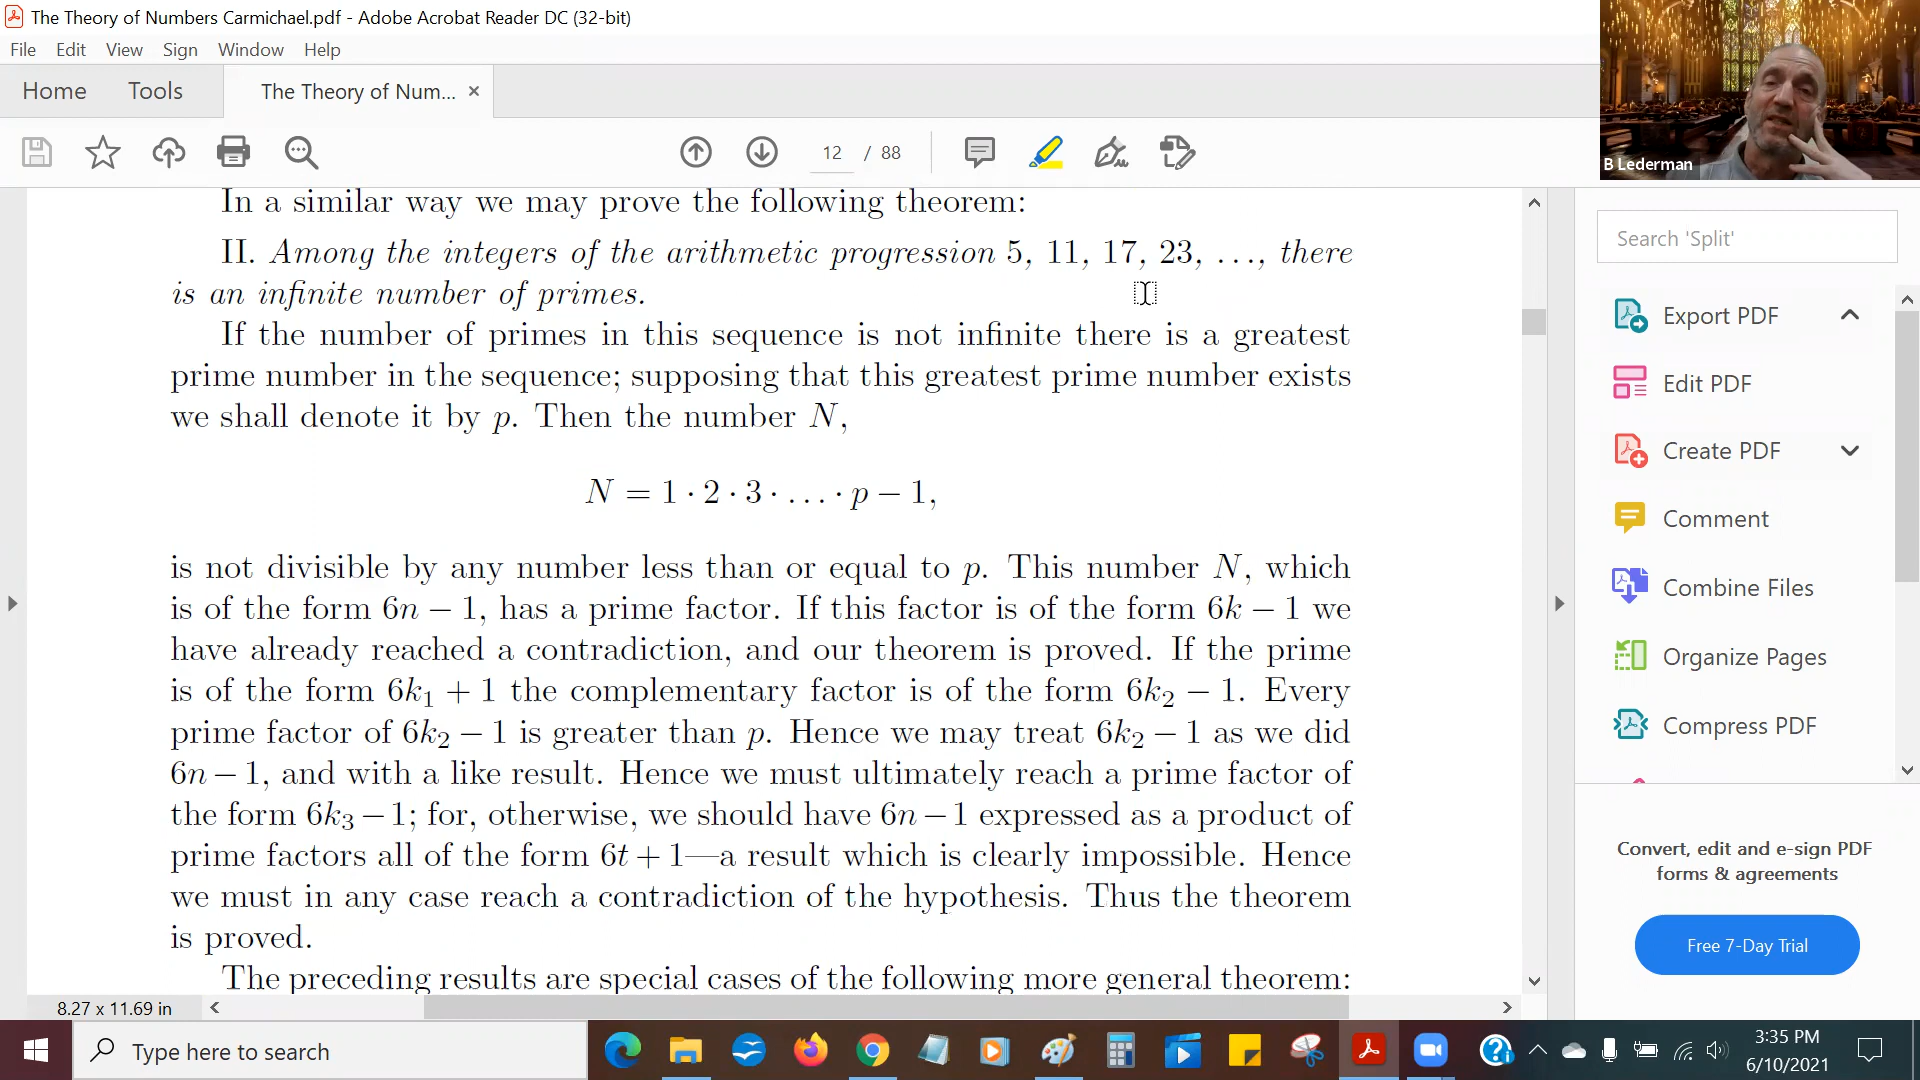 The Theory of Numbers Carmichael.pdf - Adobe Acrobat Reader DC (32-bit)
File Edit View Sign Window Help
Home Tools The Theory of Num... ×
12 / 88
B Lederman
In a similar way we may prove the following theorem:
II. Among the integers of the arithmetic progression 5, 11, 17, 23, ..., there
is an infinite number of primes.
If the number of primes in this sequence is not infinite there is a greatest
prime number in the sequence; supposing that this greatest prime number exists
we shall denote it by p. Then the number N,
N = 1 · 2 · 3 · ... · p − 1,
is not divisible by any number less than or equal to p. This number N, which
is of the form 6n − 1, has a prime factor. If this factor is of the form 6k − 1 we
have already reached a contradiction, and our theorem is proved. If the prime
is of the form 6k₁ + 1 the complementary factor is of the form 6k₂ − 1. Every
prime factor of 6k₂ − 1 is greater than p. Hence we may treat 6k₂ − 1 as we did
6n − 1, and with a like result. Hence we must ultimately reach a prime factor of
the form 6k₃ − 1; for, otherwise, we should have 6n − 1 expressed as a product of
prime factors all of the form 6t + 1—a result which is clearly impossible. Hence
we must in any case reach a contradiction of the hypothesis. Thus the theorem
is proved.
The preceding results are special cases of the following more general theorem:
8.27 x 11.69 in
Search 'Split'
Export PDF
Edit PDF
Create PDF
Comment
Combine Files
Organize Pages
Compress PDF
Convert, edit and e-sign PDF
forms & agreements
Free 7-Day Trial
Type here to search
3:35 PM
6/10/2021